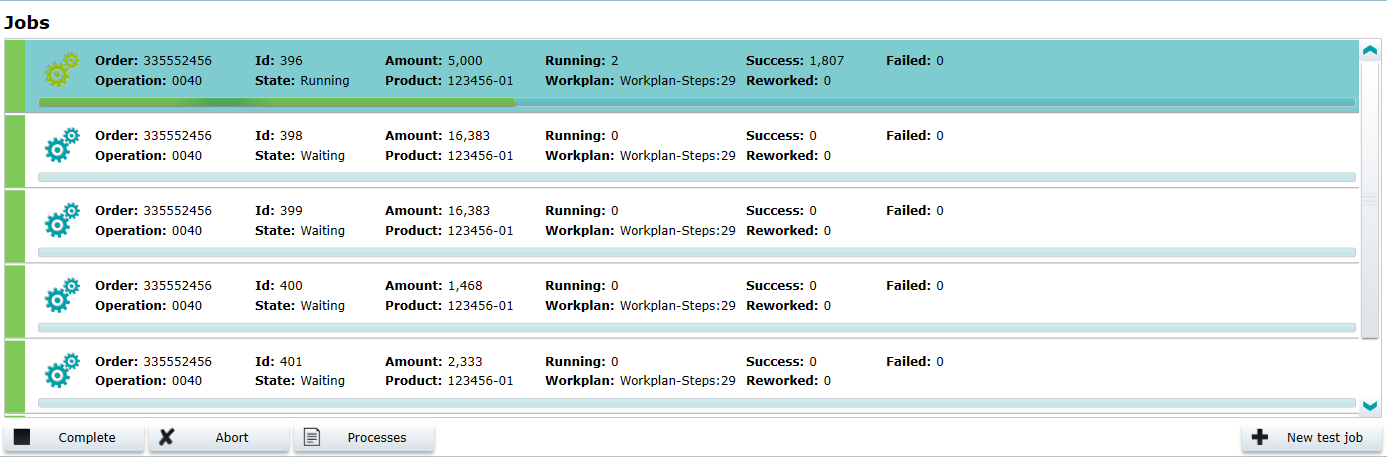 Jobs
Order: 335552456 Id: 396 Amount: 5,000 Running: 2 Success: 1,807 Failed: 0
Operation: 0040 State: Running Product: 123456-01 Workplan: Workplan-Steps:29 Reworked: 0
Order: 335552456 Id: 398 Amount: 16,383 Running: 0 Success: 0 Failed: 0
Operation: 0040 State: Waiting Product: 123456-01 Workplan: Workplan-Steps:29 Reworked: 0
Order: 335552456 Id: 399 Amount: 16,383 Running: 0 Success: 0 Failed: 0
Operation: 0040 State: Waiting Product: 123456-01 Workplan: Workplan-Steps:29 Reworked: 0
Order: 335552456 Id: 400 Amount: 1,468 Running: 0 Success: 0 Failed: 0
Operation: 0040 State: Waiting Product: 123456-01 Workplan: Workplan-Steps:29 Reworked: 0
Order: 335552456 Id: 401 Amount: 2,333 Running: 0 Success: 0 Failed: 0
Operation: 0040 State: Waiting Product: 123456-01 Workplan: Workplan-Steps:29 Reworked: 0
Complete Abort Processes New test job